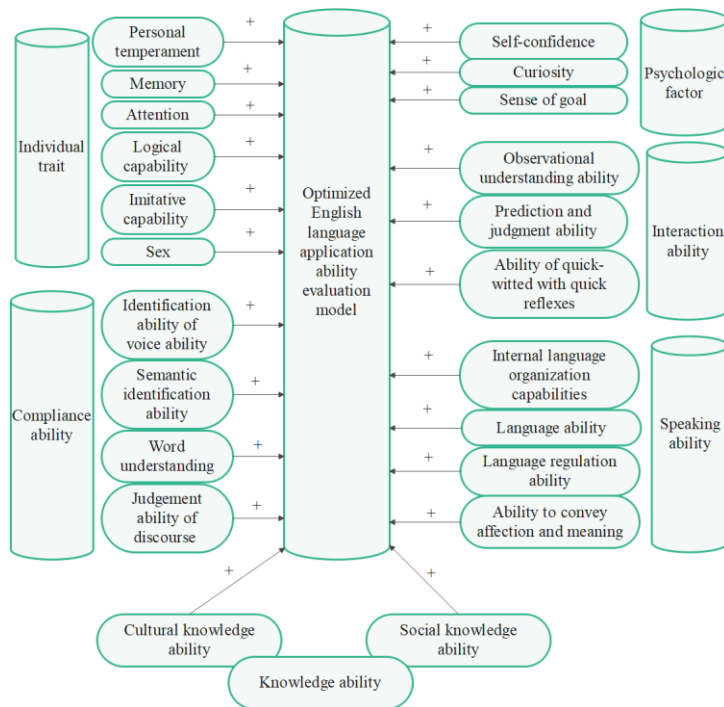 Individual
trait
Personal
temperament
+
Memory
+
Attention
+
Logical
capability
+
Imitative
capability
+
Sex
+
Compliance
ability
Identification
ability of
voice ability
+
Semantic
identification
ability
+
Word
understanding
+
Judgement
ability of
discourse
+
Optimized
English
language
application
ability
evaluation
model
+
Self-confidence
+
Curiosity
+
Sense of goal
Psychologic
factor
+
Observational
understanding ability
+
Prediction and
judgment ability
+
Ability of quick-
witted with quick
reflexes
Interaction
ability
+
Internal language
organization
capabilities
+
Language ability
+
Language regulation
ability
+
Ability to convey
affection and meaning
Speaking
ability
+
Cultural knowledge
ability
+
Social knowledge
ability
Knowledge ability